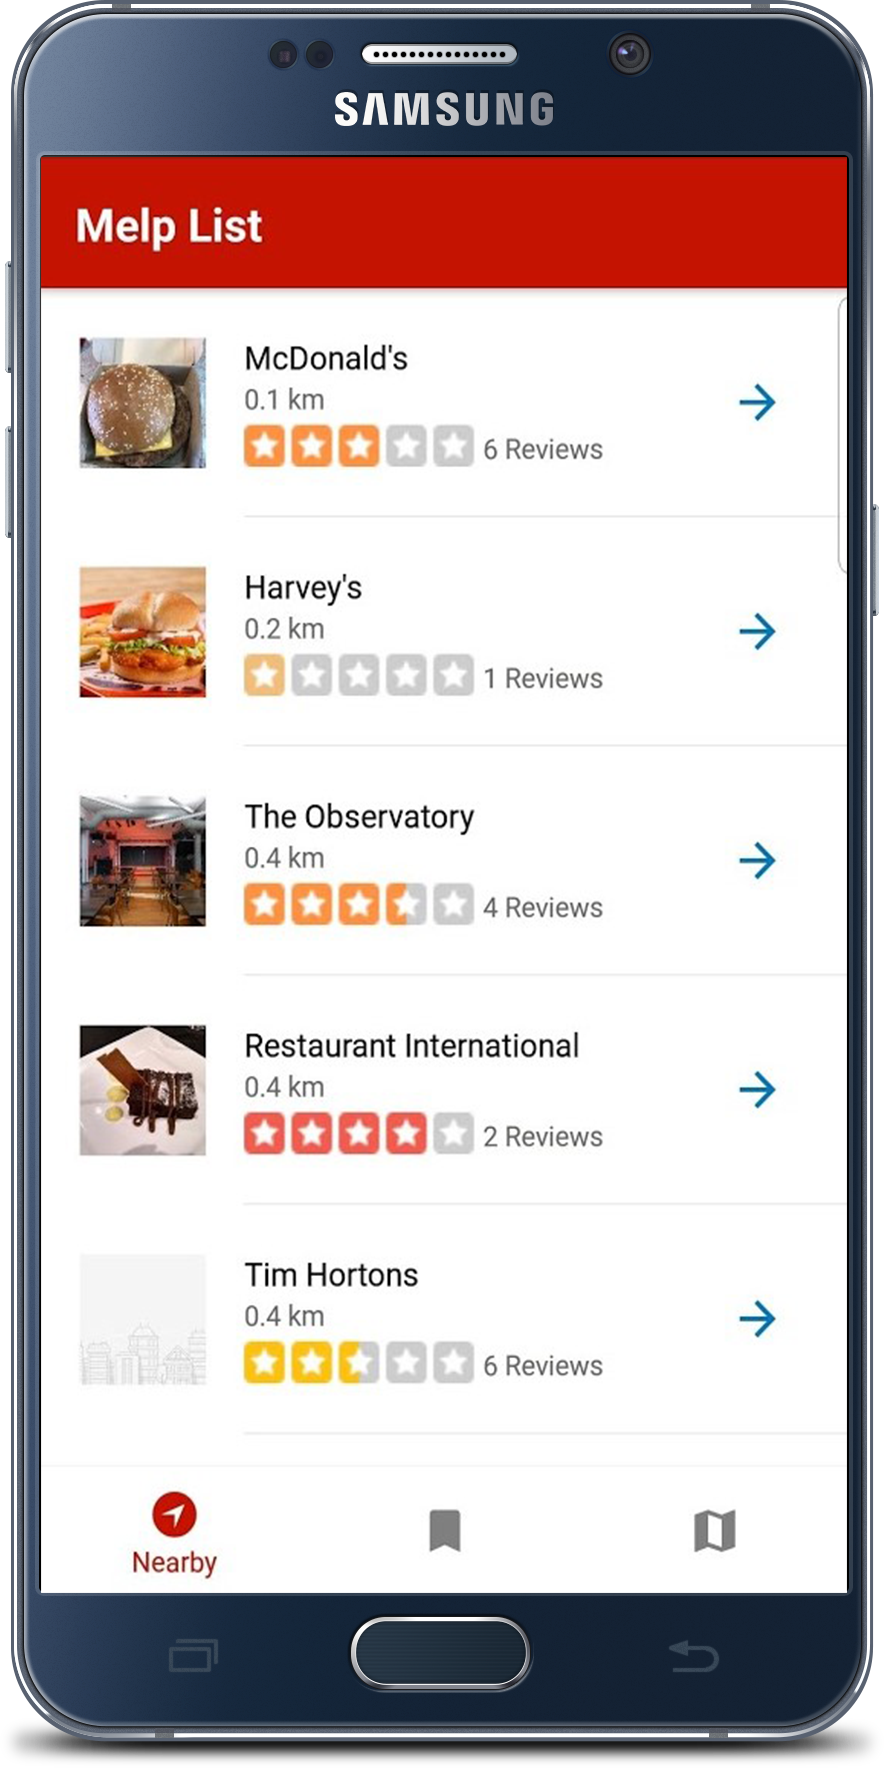 SAMSUNG
Melp List
McDonald's
0.1 km
6 Reviews
Harvey's
0.2 km
1 Reviews
The Observatory
0.4 km
4 Reviews
Restaurant International
0.4 km
2 Reviews
Tim Hortons
0.4 km
6 Reviews
Nearby